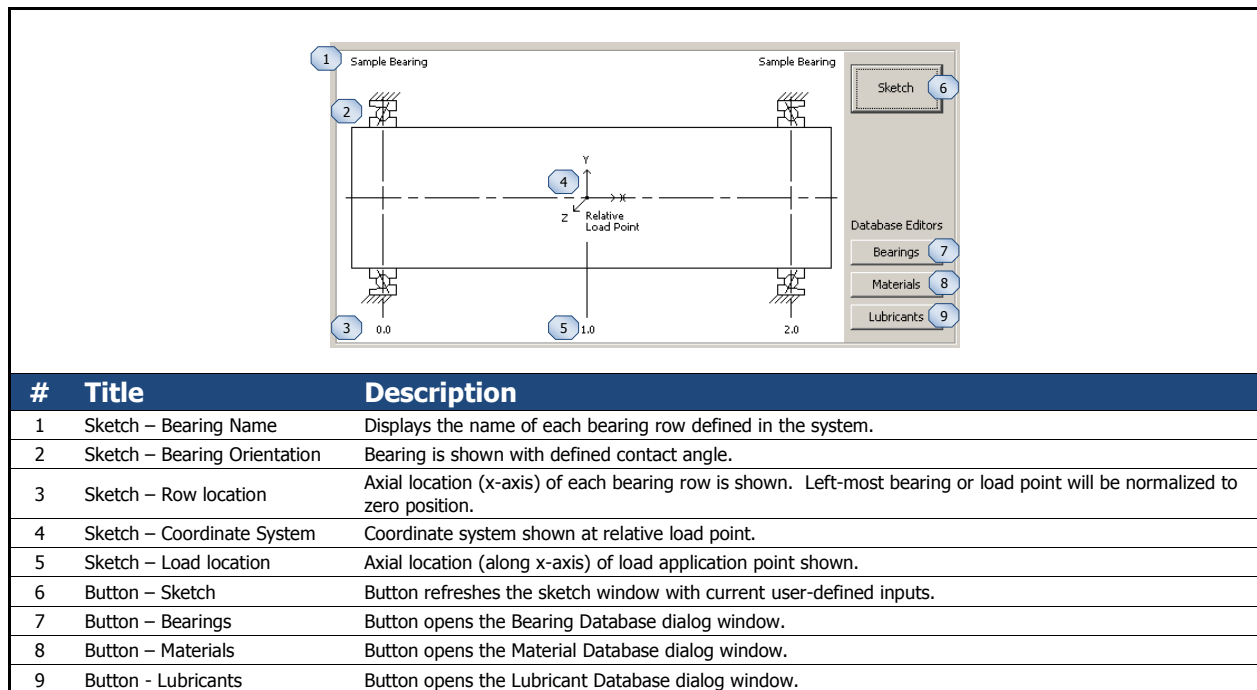 1 Sample Bearing Sample Bearing
Sketch 6
2
Y
4
X
Z Relative
Load Point
Database Editors
Bearings 7
Materials 8
Lubricants 9
3 0.0 5 1.0 2.0
# Title Description
1 Sketch – Bearing Name Displays the name of each bearing row defined in the system.
2 Sketch – Bearing Orientation Bearing is shown with defined contact angle.
3 Sketch – Row location Axial location (x-axis) of each bearing row is shown. Left-most bearing or load point will be normalized to
zero position.
4 Sketch – Coordinate System Coordinate system shown at relative load point.
5 Sketch – Load location Axial location (along x-axis) of load application point shown.
6 Button – Sketch Button refreshes the sketch window with current user-defined inputs.
7 Button – Bearings Button opens the Bearing Database dialog window.
8 Button – Materials Button opens the Material Database dialog window.
9 Button - Lubricants Button opens the Lubricant Database dialog window.